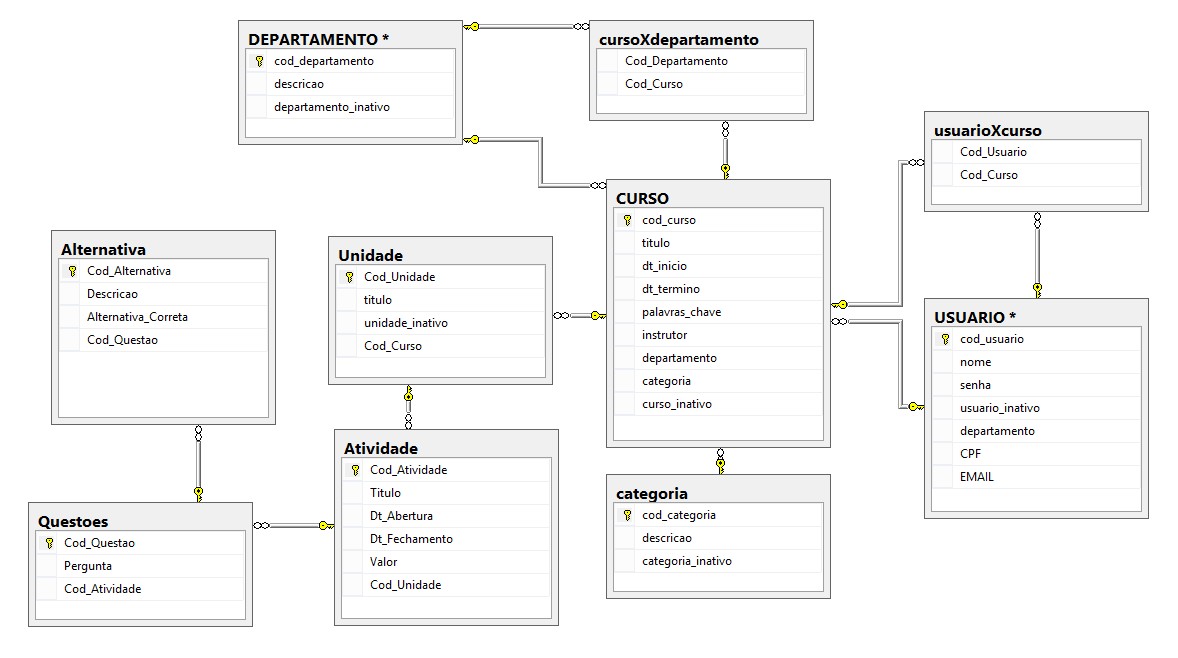 DEPARTAMENTO *
cod_departamento
descricao
departamento_inativo
cursoXdepartamento
Cod_Departamento
Cod_Curso
usuarioXcurso
Cod_Usuario
Cod_Curso
CURSO
cod_curso
titulo
dt_inicio
dt_termino
palavras_chave
instrutor
departamento
categoria
curso_inativo
Alternativa
Cod_Alternativa
Descricao
Alternativa_Correta
Cod_Questao
Unidade
Cod_Unidade
titulo
unidade_inativo
Cod_Curso
USUARIO *
cod_usuario
nome
senha
usuario_inativo
departamento
CPF
EMAIL
Atividade
Cod_Atividade
Titulo
Dt_Abertura
Dt_Fechamento
Valor
Cod_Unidade
categoria
cod_categoria
descricao
categoria_inativo
Questoes
Cod_Questao
Pergunta
Cod_Atividade